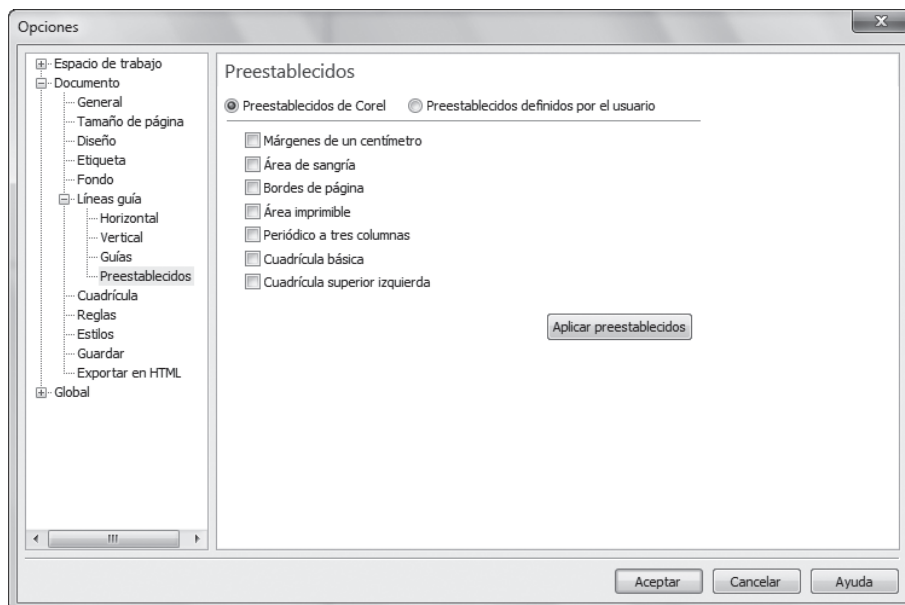 Opciones
Espacio de trabajo
Documento
General
Tamaño de página
Diseño
Etiqueta
Fondo
Líneas guía
Horizontal
Vertical
Guías
Preestablecidos
Cuadrícula
Reglas
Estilos
Guardar
Exportar en HTML
Global
Preestablecidos
Preestablecidos de Corel
Preestablecidos definidos por el usuario
Márgenes de un centímetro
Área de sangría
Bordes de página
Área imprimible
Periódico a tres columnas
Cuadrícula básica
Cuadrícula superior izquierda
Aplicar preestablecidos
Aceptar
Cancelar
Ayuda